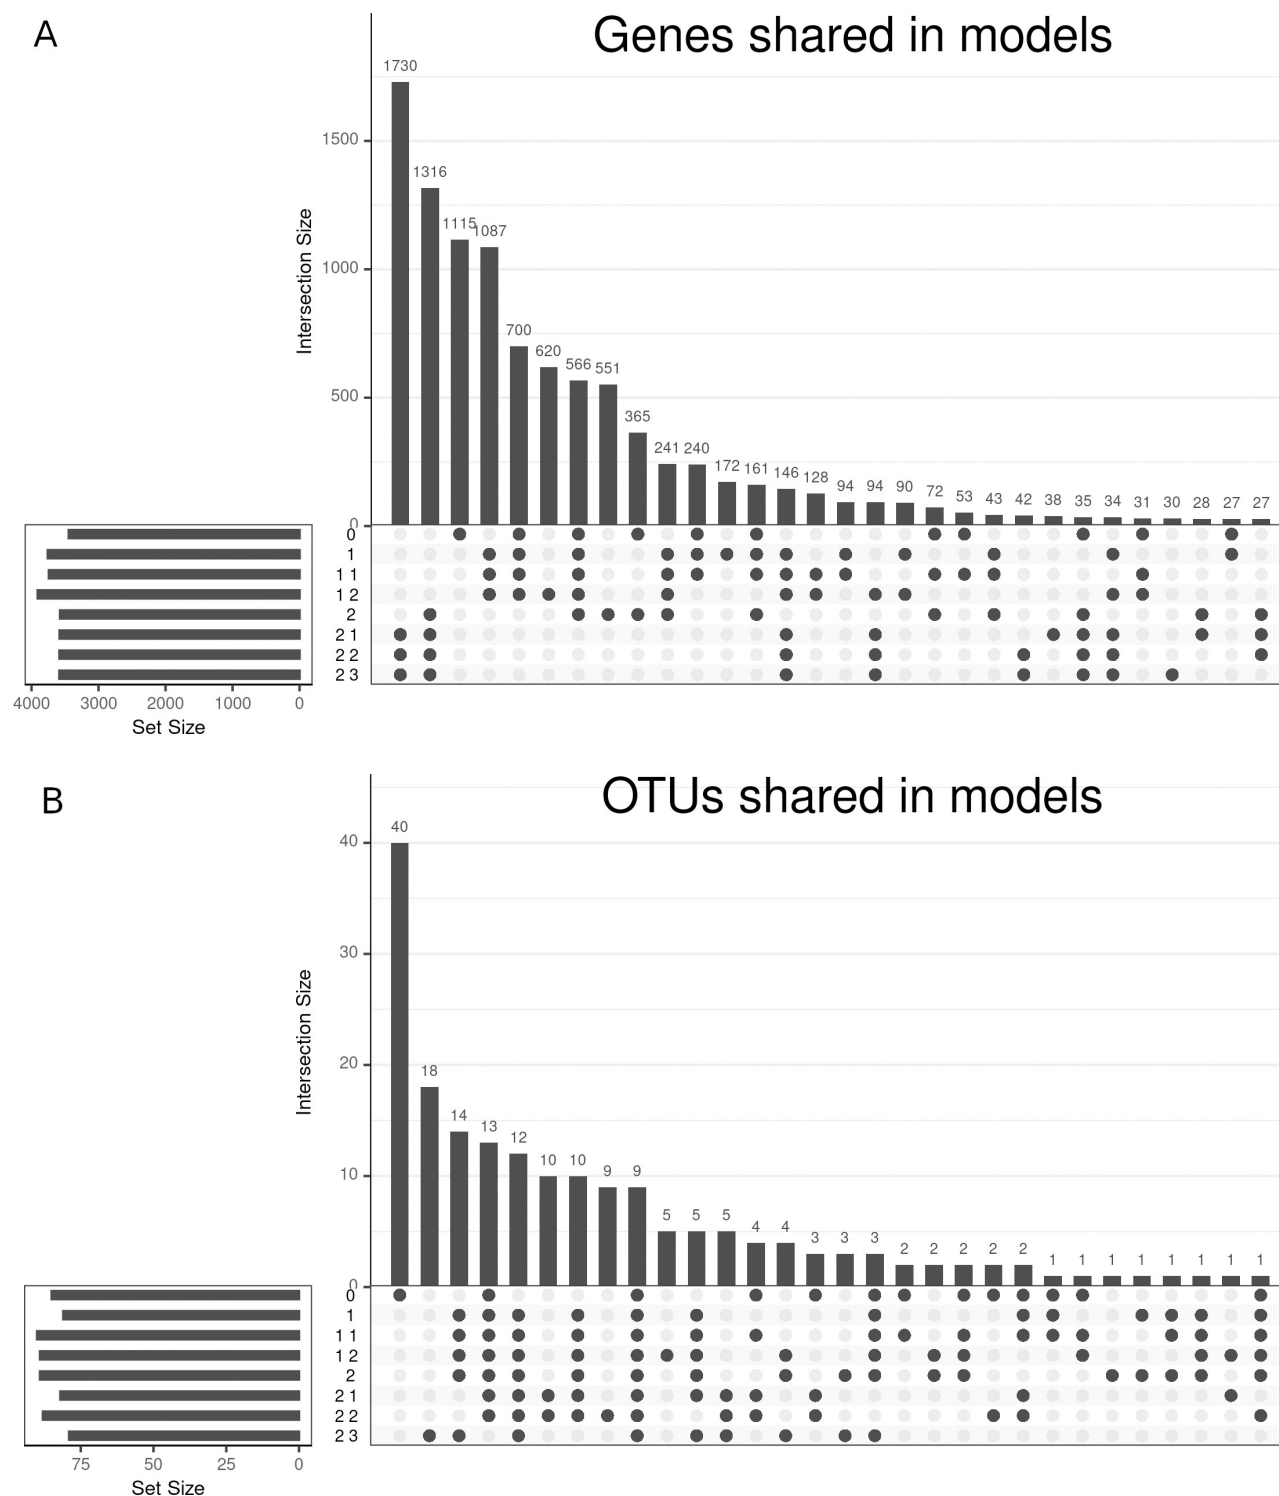 A
Genes shared in models
1730
1500
1316
1115
1087
1000
Intersection Size
700
620
566 551
500
365
241 240
172 161 146 128 94 94 90 72 53 43 42 38 35 34 31 30 28 27 27
0
0
1
1 1
1 2
2
2 1
2 2
2 3
4000 3000 2000 1000 0
Set Size
B
OTUs shared in models
40
40
30
Intersection Size
20
18
14
13
12
10 10
10
9 9
5 5 5
4 4
3 3 3
2 2 2 2 2
1 1 1 1 1 1 1 1
0
0
1
1 1
1 2
2
2 1
2 2
2 3
75 50 25 0
Set Size